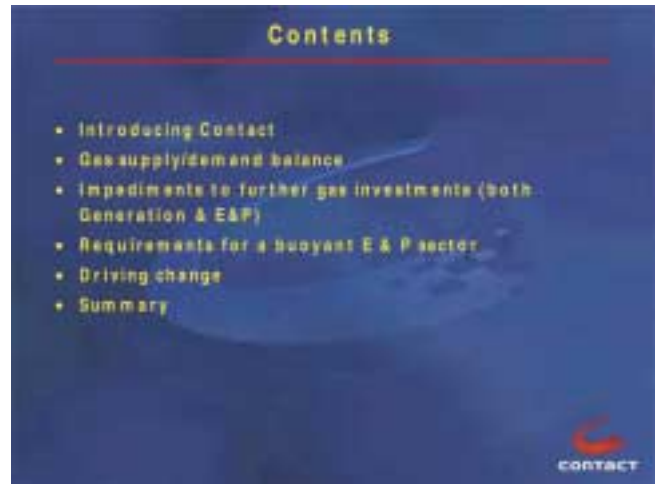 Contents
• Introducing Contact
• Gas supply/demand balance
• Impediments to further gas investments (both
Generation & E&P)
• Requirements for a buoyant E & P sector
• Driving change
• Summary
CONTACT